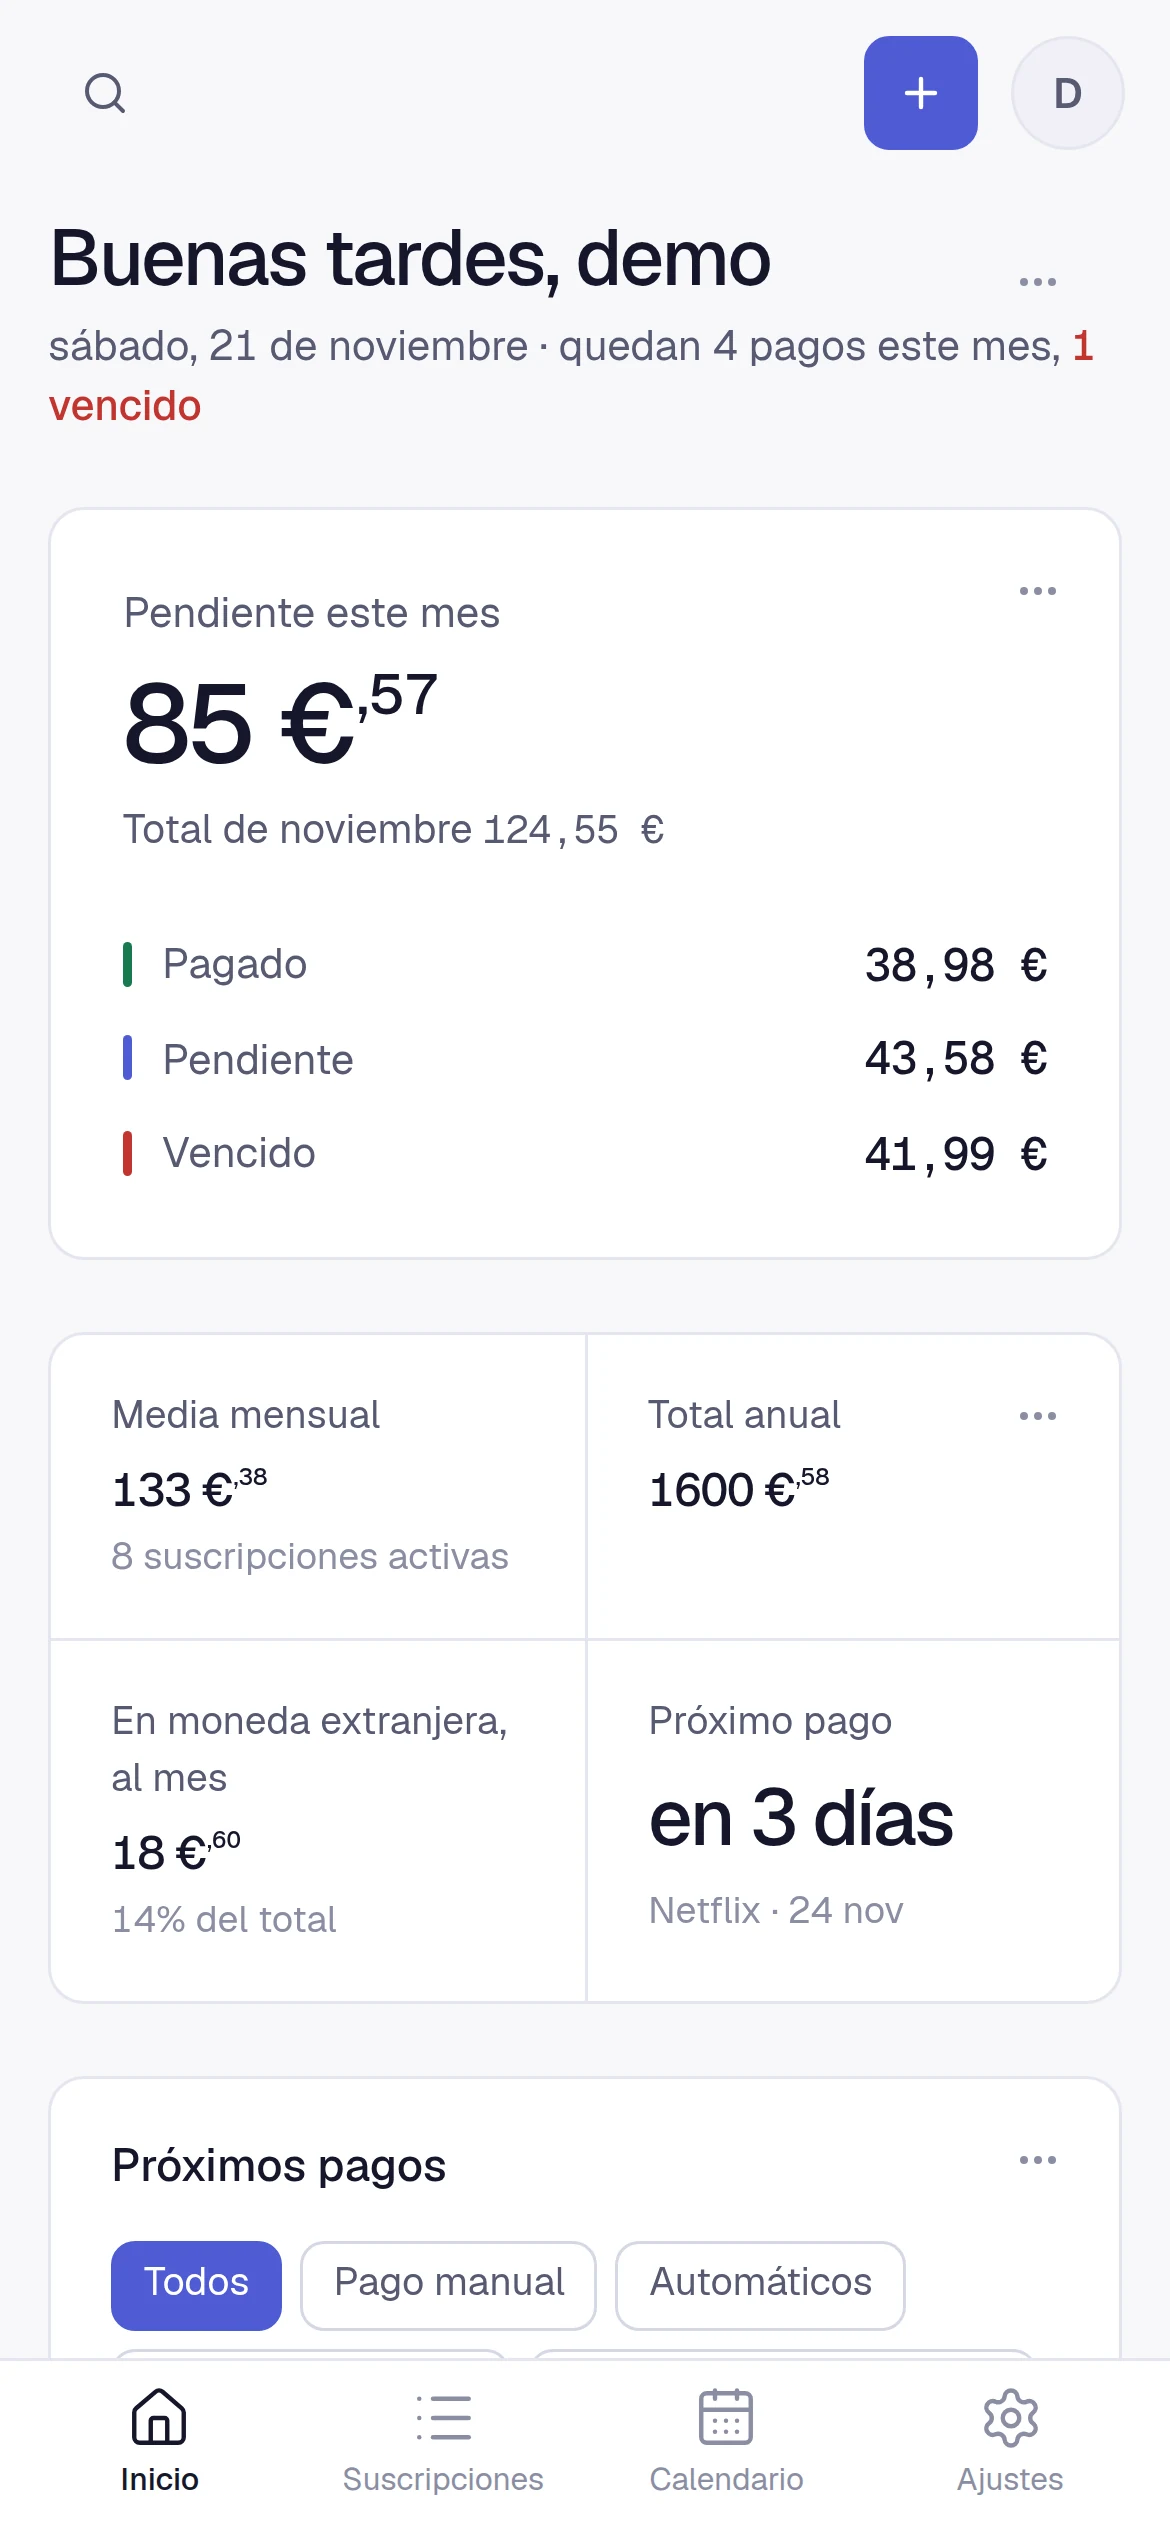 D
Buenas tardes, demo
sábado, 21 de noviembre · quedan 4 pagos este mes, 1
vencido
Pendiente este mes
85 €,57
Total de noviembre 124,55 €
Pagado 38,98 €
Pendiente 43,58 €
Vencido 41,99 €
Media mensual
133 €,38
8 suscripciones activas
Total anual
1600 €,58
En moneda extranjera,
al mes
18 €,60
14% del total
Próximo pago
en 3 días
Netflix · 24 nov
Próximos pagos
Todos Pago manual Automáticos
Inicio Suscripciones Calendario Ajustes